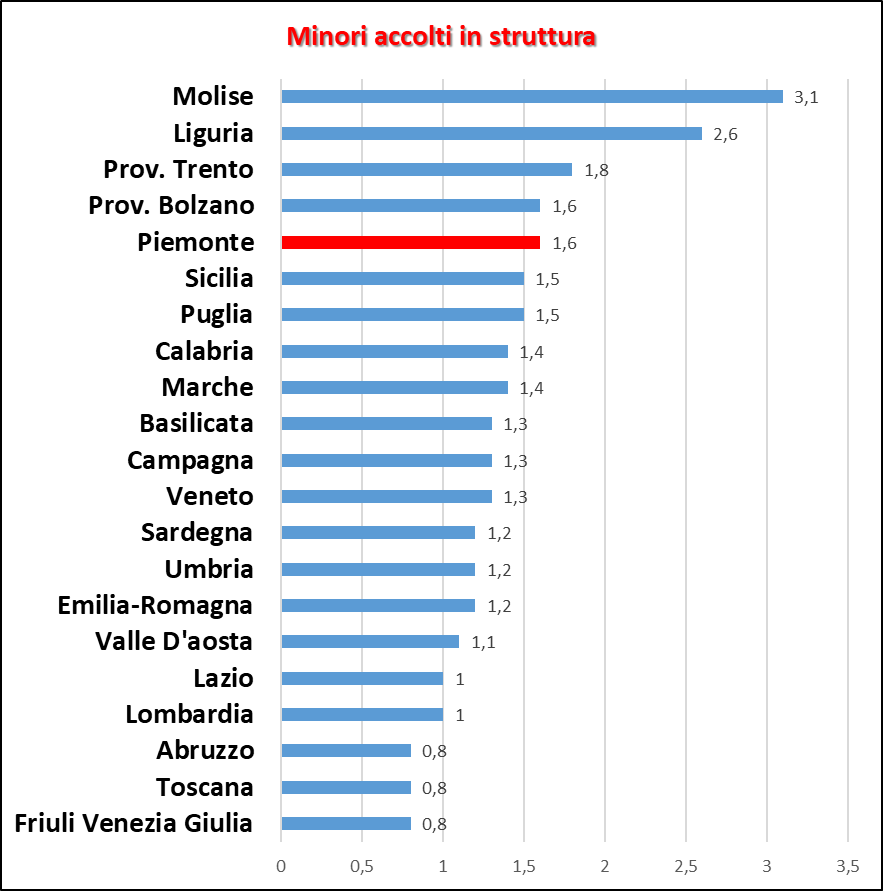 Minori accolti in struttura
Molise 3,1
Liguria 2,6
Prov. Trento 1,8
Prov. Bolzano 1,6
Piemonte 1,6
Sicilia 1,5
Puglia 1,5
Calabria 1,4
Marche 1,4
Basilicata 1,3
Campagna 1,3
Veneto 1,3
Sardegna 1,2
Umbria 1,2
Emilia-Romagna 1,2
Valle D'aosta 1,1
Lazio 1
Lombardia 1
Abruzzo 0,8
Toscana 0,8
Friuli Venezia Giulia 0,8
0 0,5 1 1,5 2 2,5 3 3,5